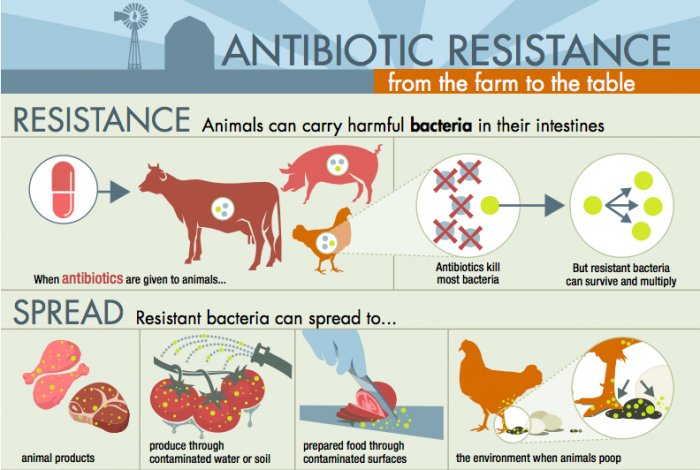 ANTIBIOTIC RESISTANCE
from the farm to the table
RESISTANCE Animals can carry harmful bacteria in their intestines
When antibiotics are given to animals...
Antibiotics kill
most bacteria
But resistant bacteria
can survive and multiply
SPREAD Resistant bacteria can spread to...
animal products
produce through
contaminated water or soil
prepared food through
contaminated surfaces
the environment when animals poop